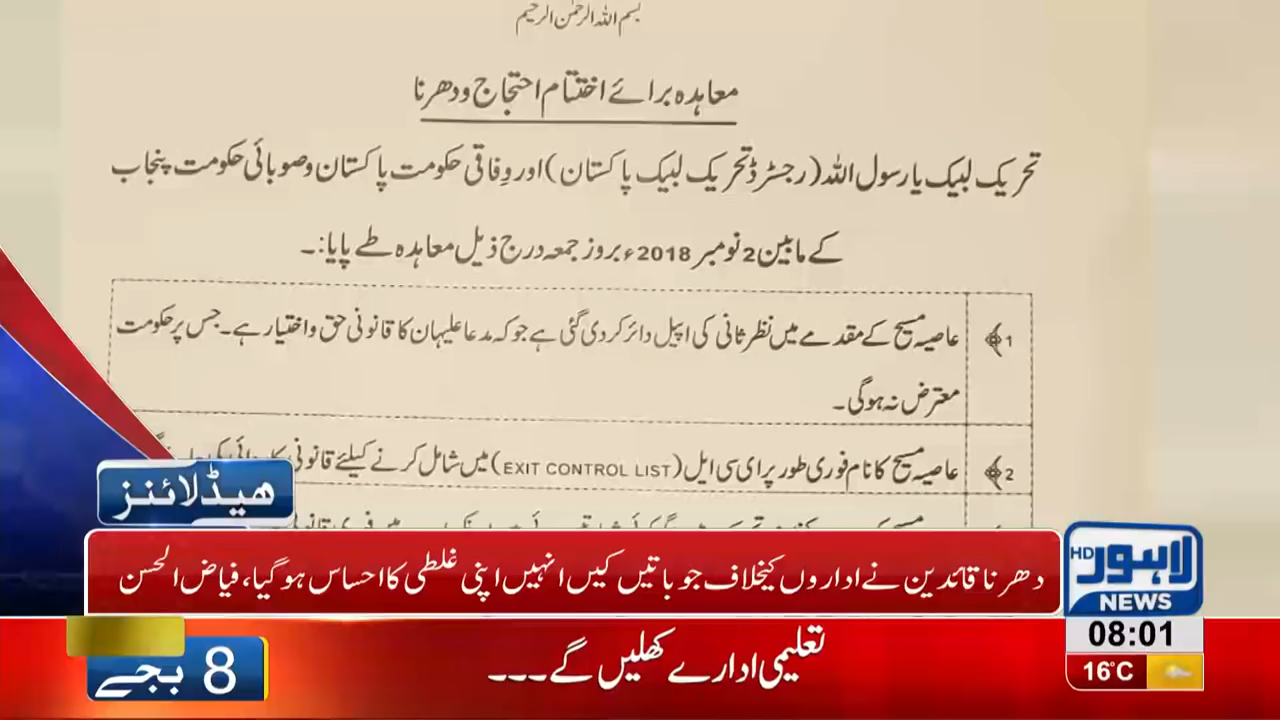 بسم اللہ الرحمٰن الرحیم
معاہدہ برائے اختتام احتجاج ودھرنا
تحریک لبیک یارسول اللہ (رجسٹرڈ تحریک لبیک پاکستان) اور وِفاقی حکومت پاکستان وصوبائی حکومت پنجاب
کے مابین 2 نومبر 2018ء بروز جمعہ درج ذیل معاہدہ طے پایا:۔
1
عاصیہ مسیح کے مقدمے میں نظرثانی کی اپیل دائر کردی گئی ہے جو کہ مدعا علیہان کا قانونی حق واختیار ہے۔ جس پر حکومت
معترض نہ ہوگی۔
2
عاصیہ مسیح کا نام فوری طور پر ای سی ایل (EXIT CONTROL LIST) میں شامل کرنے کیلئے قانونی
ھیڈلائنز
دھرنا قائدین نے اداروں کیخلاف جو باتیں کیں انہیں اپنی غلطی کا احساس ہوگیا، فیاض الحسن
لاہور HD
NEWS
08:01
16°C
تعلیمی ادارے کھلیں گے۔۔۔
8 بجے